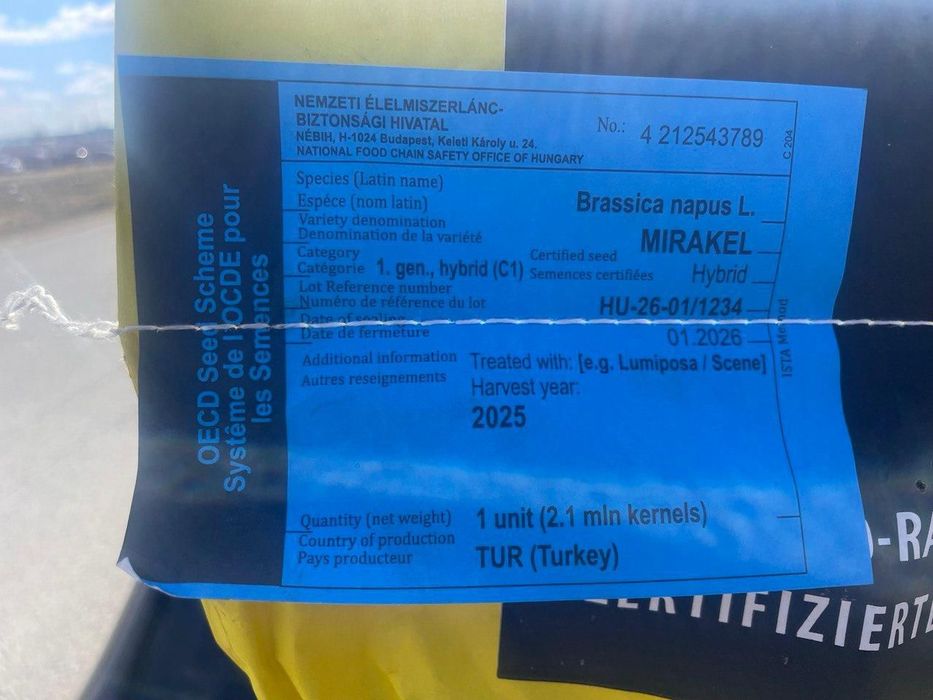 OECD Seed Scheme
Système de l'OCDE pour
les Semences
NEMZETI ÉLELMISZERLÁNC-
BIZTONSÁGI HIVATAL
NÉBIH, H-1024 Budapest, Keleti Károly u. 24.
NATIONAL FOOD CHAIN SAFETY OFFICE OF HUNGARY
No.: 4 212543789
C 204
Species (Latin name)
Espéce (nom latin) Brassica napus L.
Variety denomination
Denomination de la variété MIRAKEL
Category Certified seed
Catégorie 1. gen., hybrid (C1) Semences certifiées Hybrid
Lot Reference number
Numéro de référence du lot HU-26-01/1234
Date of sealing
Date de fermeture 01.2026
ISTA Method
Additional information Treated with: [e.g. Lumiposa / Scene]
Autres reseignements Harvest year:
2025
Quantity (net weight) 1 unit (2.1 mln kernels)
Country of production
Pays producteur TUR (Turkey)